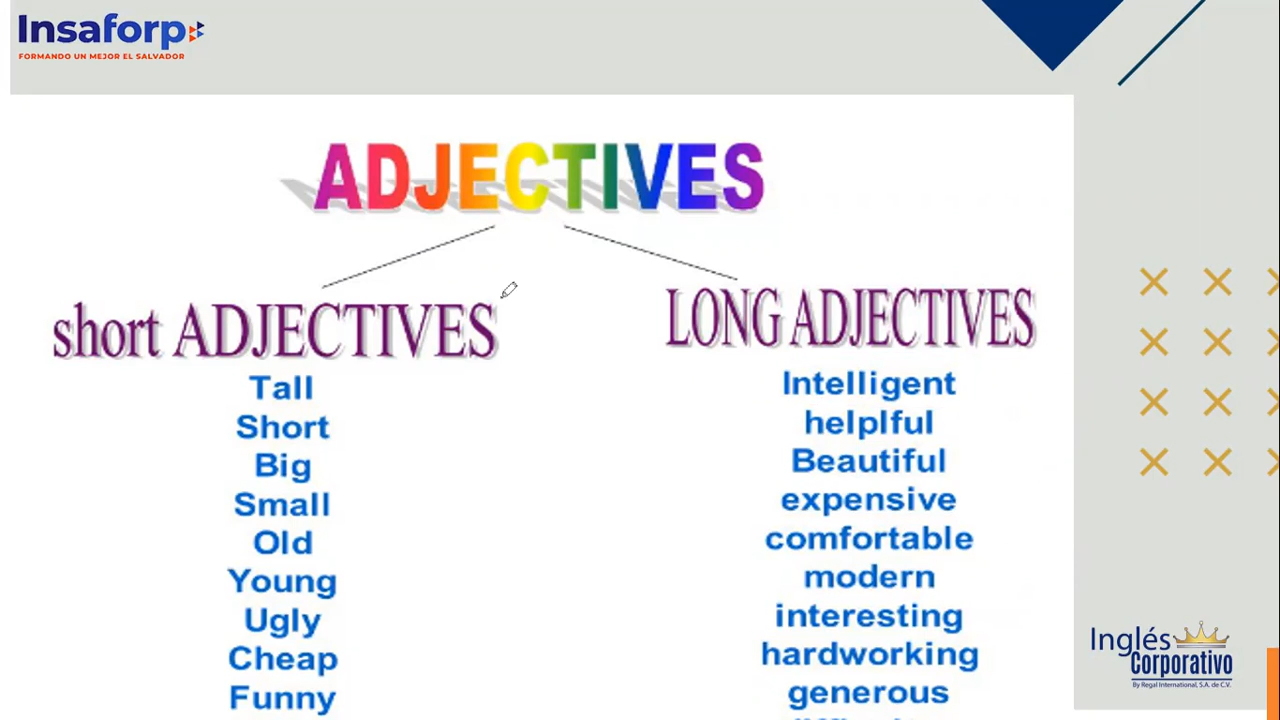 Insaforp
FORMANDO UN MEJOR EL SALVADOR
ADJECTIVES
short ADJECTIVES
Tall
Short
Big
Small
Old
Young
Ugly
Cheap
Funny
LONG ADJECTIVES
Intelligent
helplful
Beautiful
expensive
comfortable
modern
interesting
hardworking
generous
Inglés
Corporativo
By Regal International, S.A. de C.V.